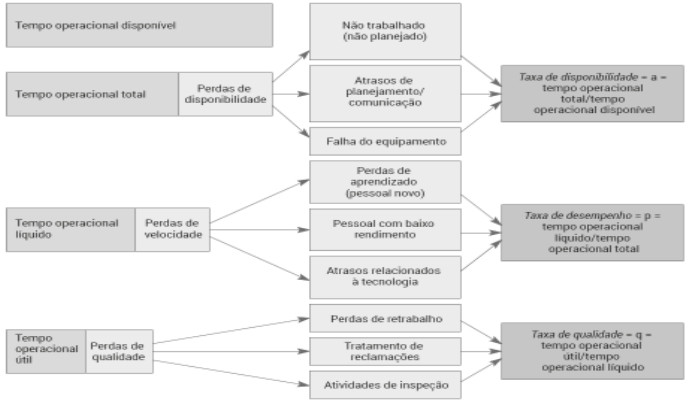 Tempo operacional disponível
Não trabalhado
(não planejado)
Tempo operacional total
Perdas de
disponibilidade
Atrasos de
planejamento/
comunicação
Falha do equipamento
Taxa de disponibilidade = a =
tempo operacional
total/tempo
operacional disponível
Tempo operacional
líquido
Perdas de
velocidade
Perdas de
aprendizado
(pessoal novo)
Pessoal com baixo
rendimento
Atrasos relacionados
à tecnologia
Taxa de desempenho = p =
tempo operacional
líquido/tempo
operacional total
Tempo
operacional
útil
Perdas de
qualidade
Perdas de retrabalho
Tratamento de
reclamações
Atividades de inspeção
Taxa de qualidade = q =
tempo operacional
útil/tempo
operacional líquido